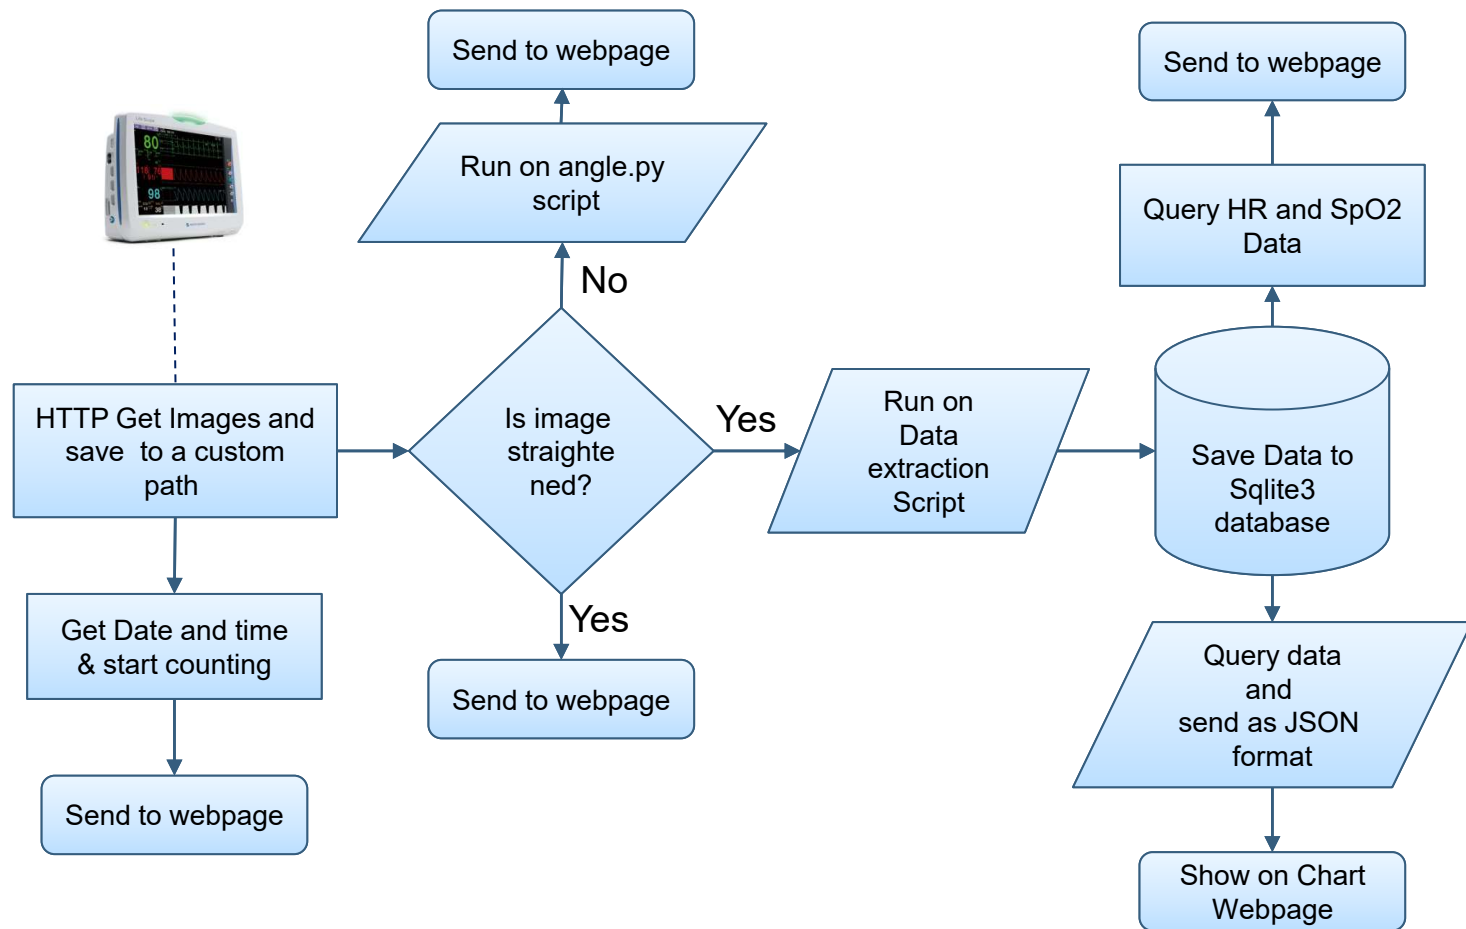 Send to webpage
Run on angle.py
script
No
80
98
HTTP Get Images and
save  to a custom
path
Is image
straighte
ned?
Yes
Yes
Send to webpage
Get Date and time
& start counting
Send to webpage
Run on
Data
extraction
Script
Send to webpage
Query HR and SpO2
Data
Save Data to
Sqlite3
database
Query data
and
send as JSON
format
Show on Chart
Webpage